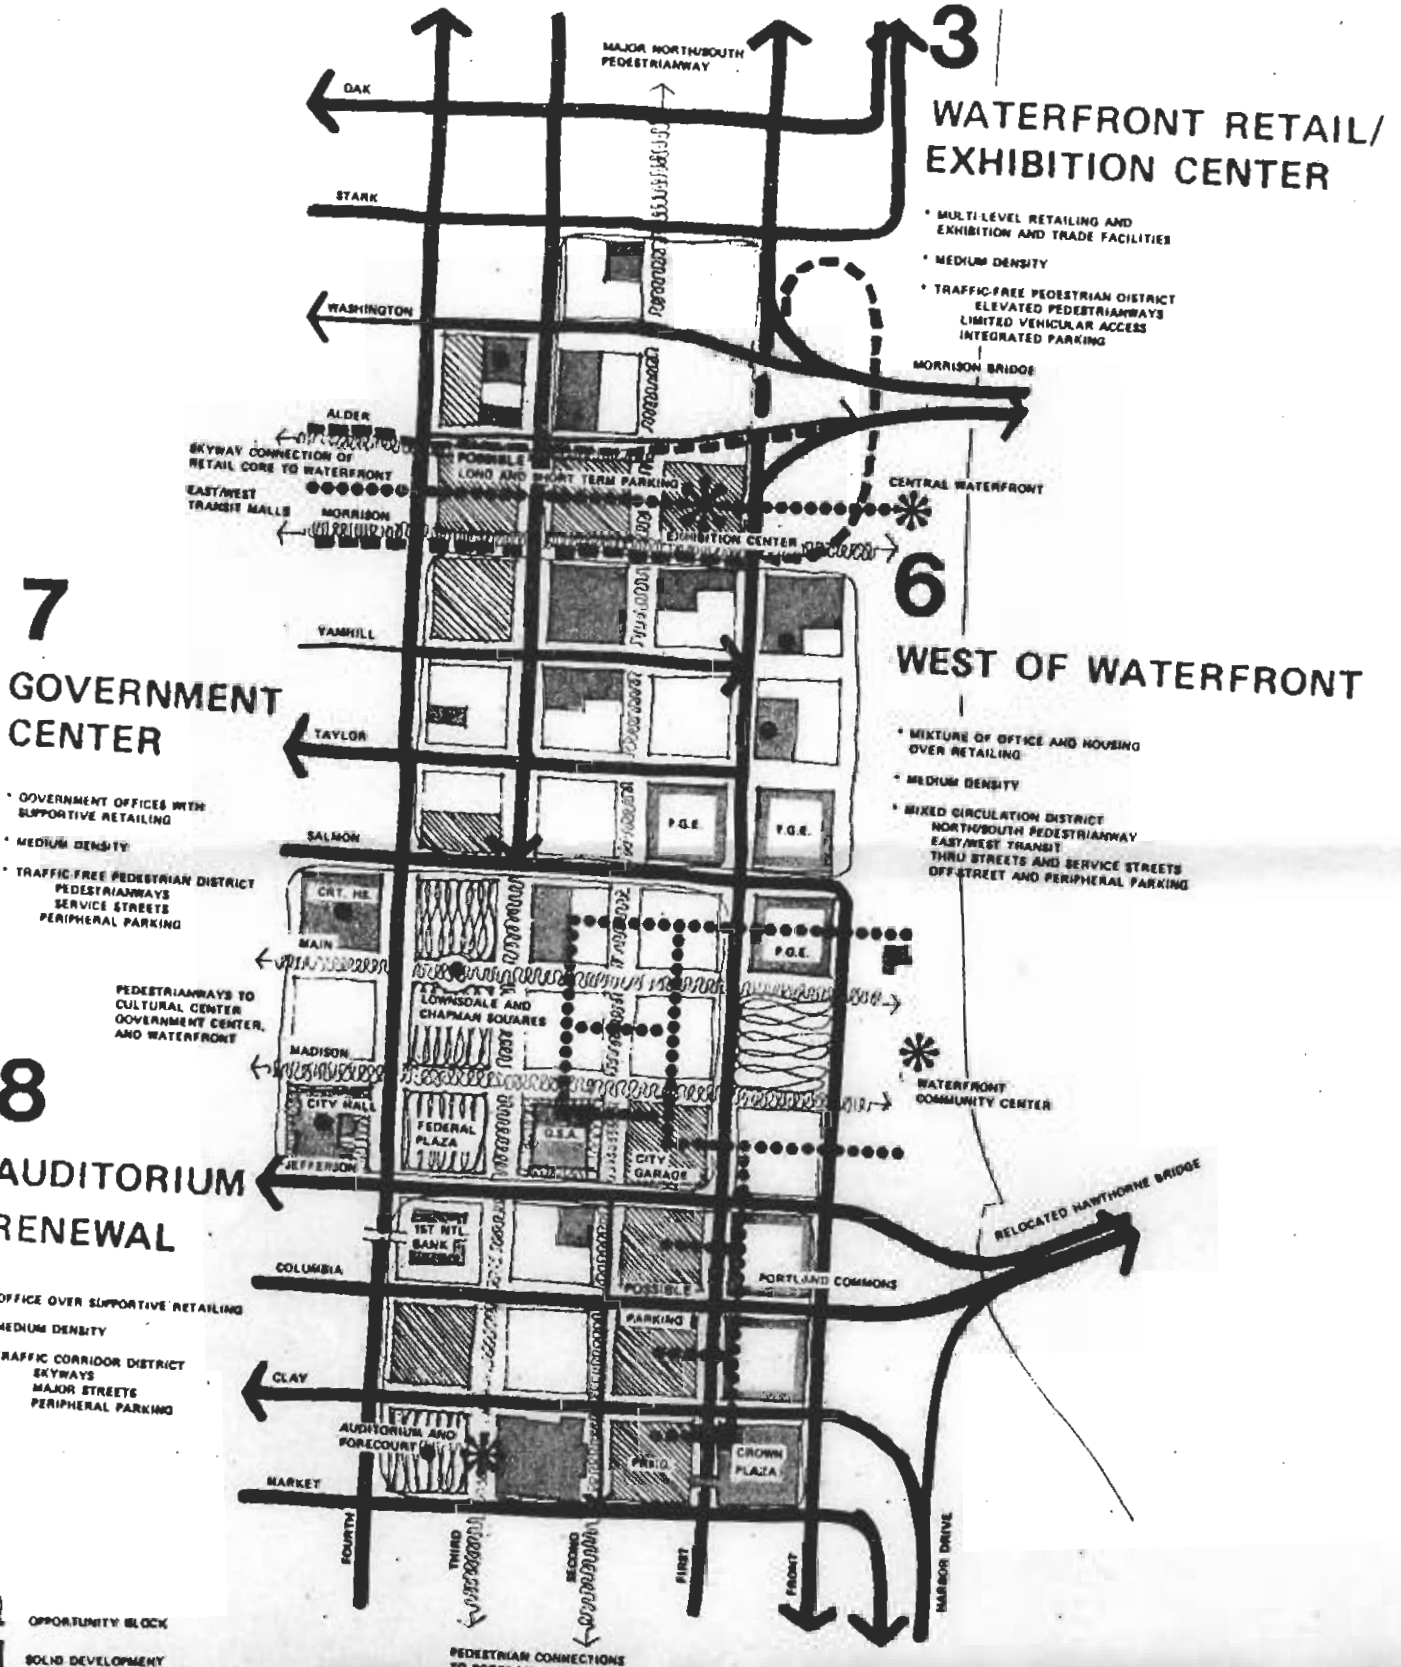 3
WATERFRONT RETAIL/
EXHIBITION CENTER
* MULTI-LEVEL RETAILING AND
EXHIBITION AND TRADE FACILITIES
* MEDIUM DENSITY
* TRAFFIC-FREE PEDESTRIAN DISTRICT
ELEVATED PEDESTRIANWAYS
LIMITED VEHICULAR ACCESS
INTEGRATED PARKING
MAJOR NORTH/SOUTH
PEDESTRIANWAY
OAK
STARK
WASHINGTON
MORRISON BRIDGE
ALDER
SKYWAY CONNECTION OF
RETAIL CORE TO WATERFRONT
EAST/WEST
TRANSIT MALLS
MORRISON
POSSIBLE
LONG AND SHORT TERM PARKING
EXHIBITION CENTER
CENTRAL WATERFRONT
6
WEST OF WATERFRONT
* MIXTURE OF OFFICE AND HOUSING
OVER RETAILING
* MEDIUM DENSITY
* MIXED CIRCULATION DISTRICT
NORTH/SOUTH PEDESTRIANWAY
EAST/WEST TRANSIT
THRU STREETS AND SERVICE STREETS
OFF-STREET AND PERIPHERAL PARKING
7
GOVERNMENT
CENTER
* GOVERNMENT OFFICES WITH
SUPPORTIVE RETAILING
* MEDIUM DENSITY
* TRAFFIC-FREE PEDESTRIAN DISTRICT
PEDESTRIANWAYS
SERVICE STREETS
PERIPHERAL PARKING
YAMHILL
TAYLOR
SALMON
P.G.E.
P.G.E.
CRT. HS.
MAIN
P.G.E.
PEDESTRIANWAYS TO
CULTURAL CENTER
GOVERNMENT CENTER,
AND WATERFRONT
LOWNSDALE AND
CHAPMAN SQUARES
MADISON
CITY HALL
FEDERAL
PLAZA
G.S.A.
CITY
GARAGE
WATERFRONT
COMMUNITY CENTER
JEFFERSON
8
AUDITORIUM
RENEWAL
OFFICE OVER SUPPORTIVE RETAILING
MEDIUM DENSITY
TRAFFIC CORRIDOR DISTRICT
SKYWAYS
MAJOR STREETS
PERIPHERAL PARKING
1ST NTL
BANK
RELOCATED HAWTHORNE BRIDGE
COLUMBIA
PORTLAND COMMONS
POSSIBLE
PARKING
CLAY
AUDITORIUM AND
FORECOURT
CROWN
PLAZA
MARKET
FOURTH
THIRD
SECOND
FIRST
FRONT
HARBOR DRIVE
OPPORTUNITY BLOCK
SOLID DEVELOPMENT
PEDESTRIAN CONNECTIONS